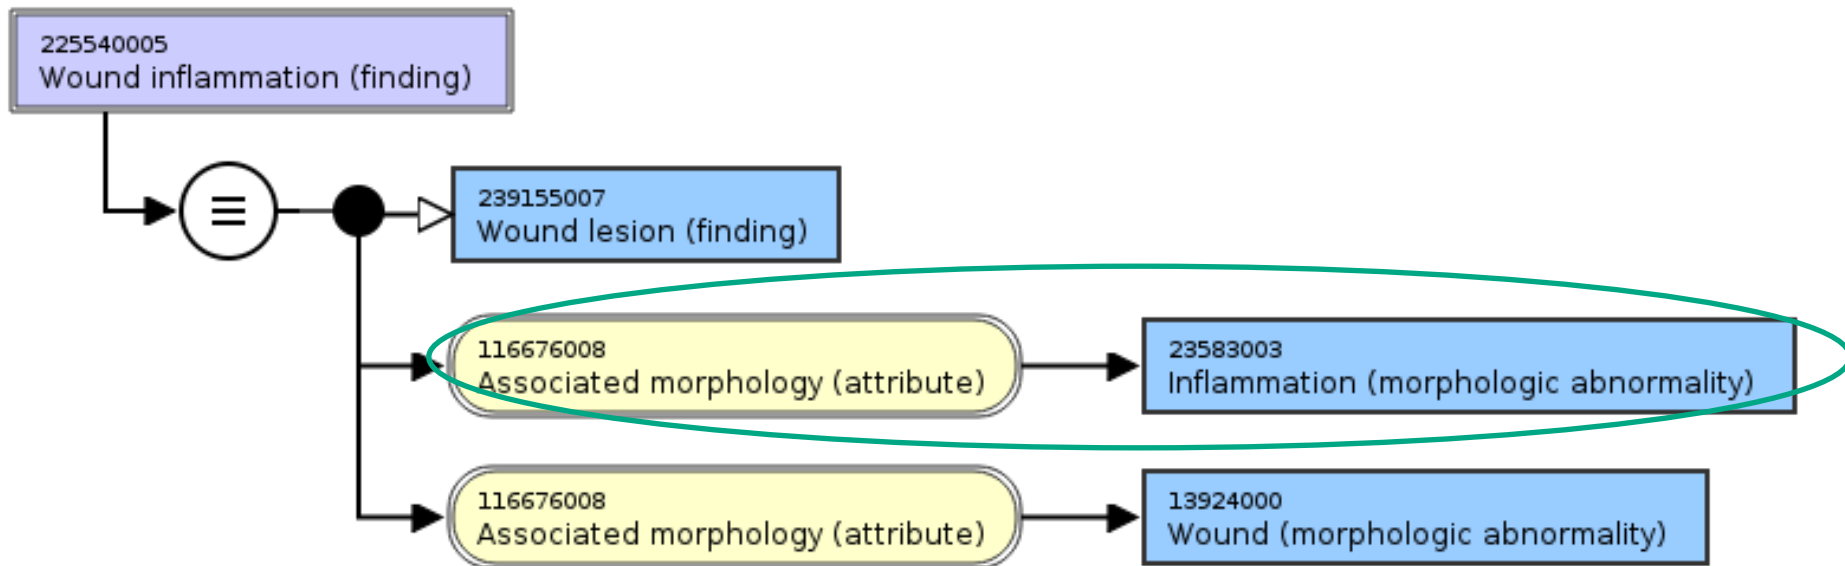 225540005
Wound inflammation (finding)
≡
239155007
Wound lesion (finding)
116676008
Associated morphology (attribute)
23583003
Inflammation (morphologic abnormality)
116676008
Associated morphology (attribute)
13924000
Wound (morphologic abnormality)